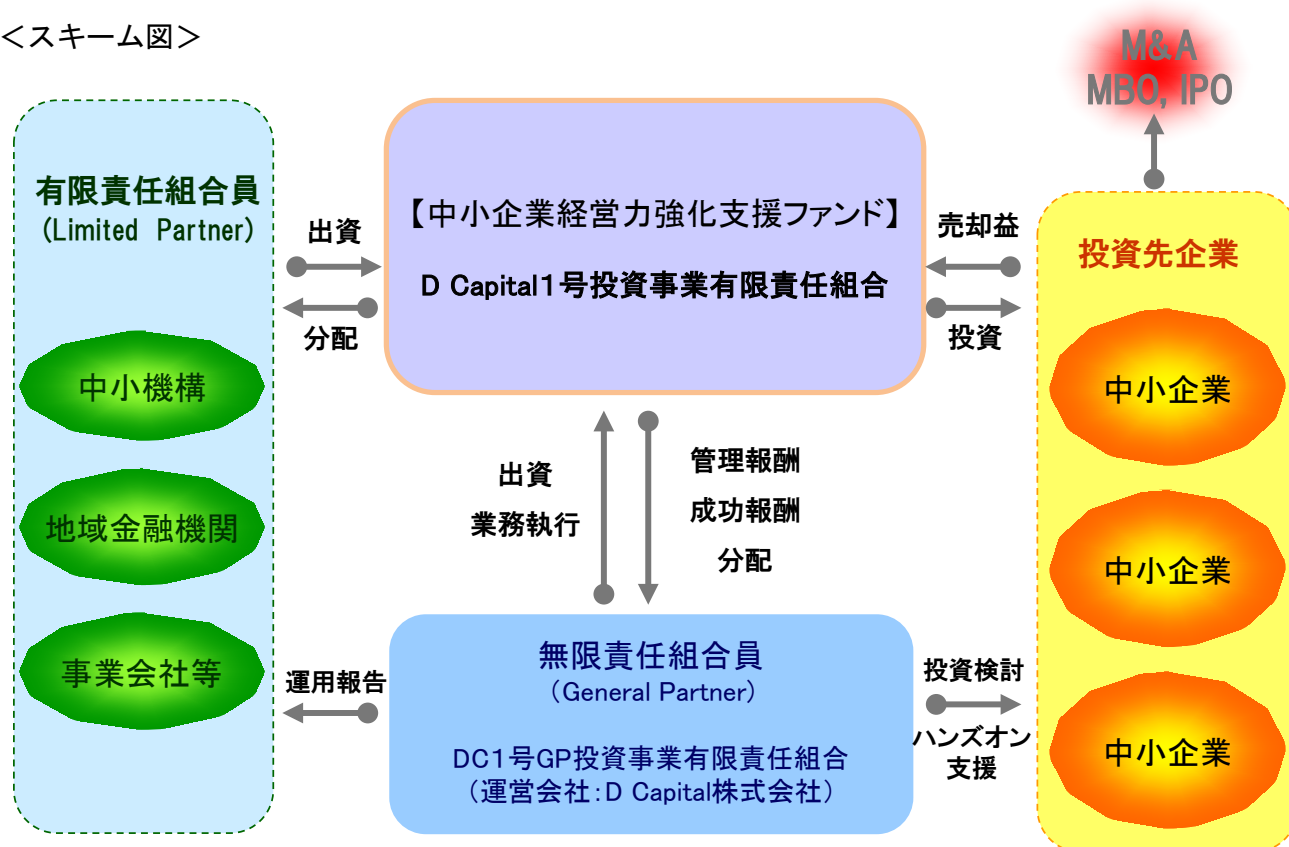 ＜スキーム図＞
M&A
MBO, IPO
有限責任組合員
(Limited Partner)
中小機構
地域金融機関
事業会社等
出資
分配
【中小企業経営力強化支援ファンド】
D Capital１号投資事業有限責任組合
売却益
投資
投資先企業
中小企業
中小企業
中小企業
出資
業務執行
管理報酬
成功報酬
分配
運用報告
無限責任組合員
（General Partner）
DC１号GP投資事業有限責任組合
（運営会社：D Capital株式会社）
投資検討
ハンズオン
支援